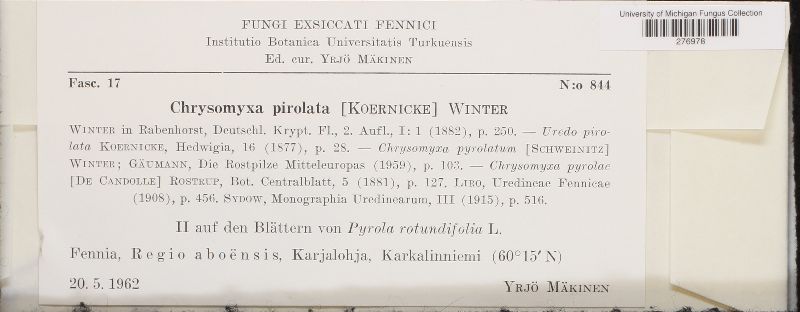 FUNGI EXSICCATI FENNICI
Institutio Botanica Universitatis Turkuensis
Ed. cur. YRJÖ MÄKINEN
University of Michigan Fungus Collection
276978
Fasc. 17 N:o 844
Chrysomyxa pirolata [KOERNICKE] WINTER
WINTER in Rabenhorst, Deutschl. Krypt. Fl., 2. Aufl., I: 1 (1882), p. 250. — Uredo piro-
lata KOERNICKE, Hedwigia, 16 (1877), p. 28. — Chrysomyxa pyrolatum [SCHWEINITZ]
WINTER; GÄUMANN, Die Rostpilze Mitteleuropas (1959), p. 103. — Chrysomyxa pyrolae
[DE CANDOLLE] ROSTRUP, Bot. Centralblatt, 5 (1881), p. 127. LIRO, Uredineae Fennicae
(1908), p. 456. SYDOW, Monographia Uredinearum, III (1915), p. 516.
II auf den Blättern von Pyrola rotundifolia L.
Fennia, Regio aboënsis, Karjalohja, Karkalinniemi (60°15′ N)
20. 5. 1962 YRJÖ MÄKINEN